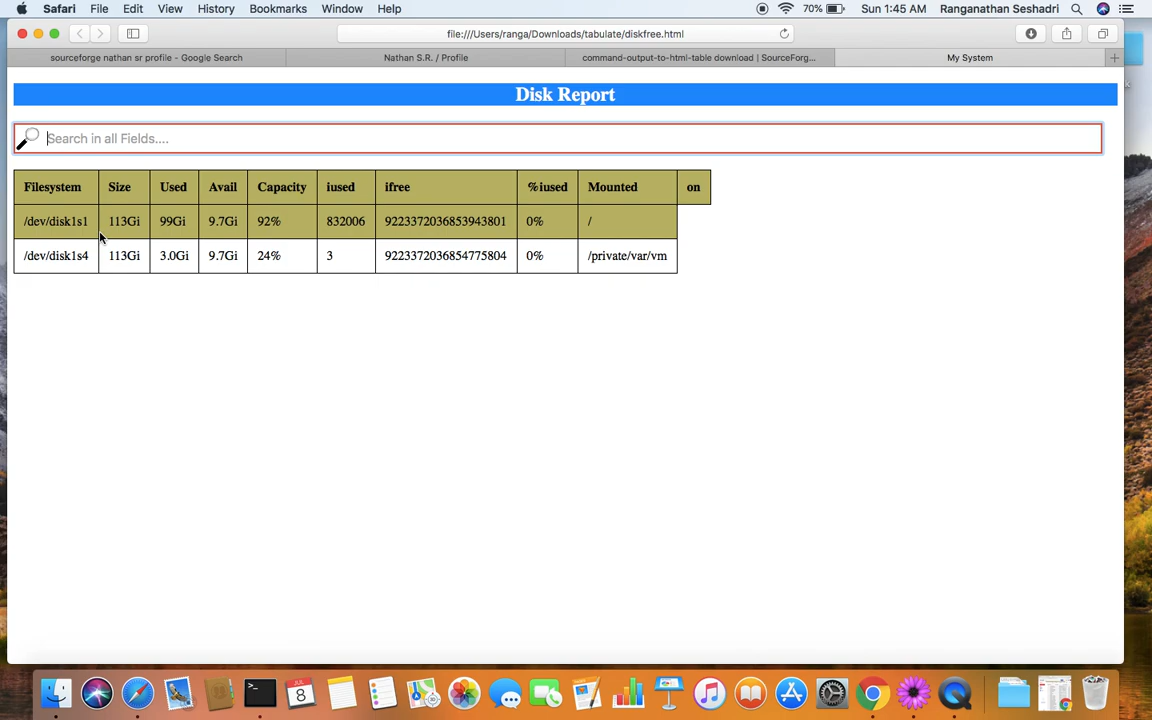 Safari File Edit View History Bookmarks Window Help 70% Sun 1:45 AM Ranganathan Seshadri
file:///Users/ranga/Downloads/tabulate/diskfree.html
sourceforge nathan sr profile - Google Search Nathan S.R. / Profile command-output-to-html-table download | SourceForg... My System
Disk Report
Search in all Fields....
Filesystem Size Used Avail Capacity iused ifree %iused Mounted on
/dev/disk1s1 113Gi 99Gi 9.7Gi 92% 832006 9223372036853943801 0% /
/dev/disk1s4 113Gi 3.0Gi 9.7Gi 24% 3 9223372036854775804 0% /private/var/vm
8